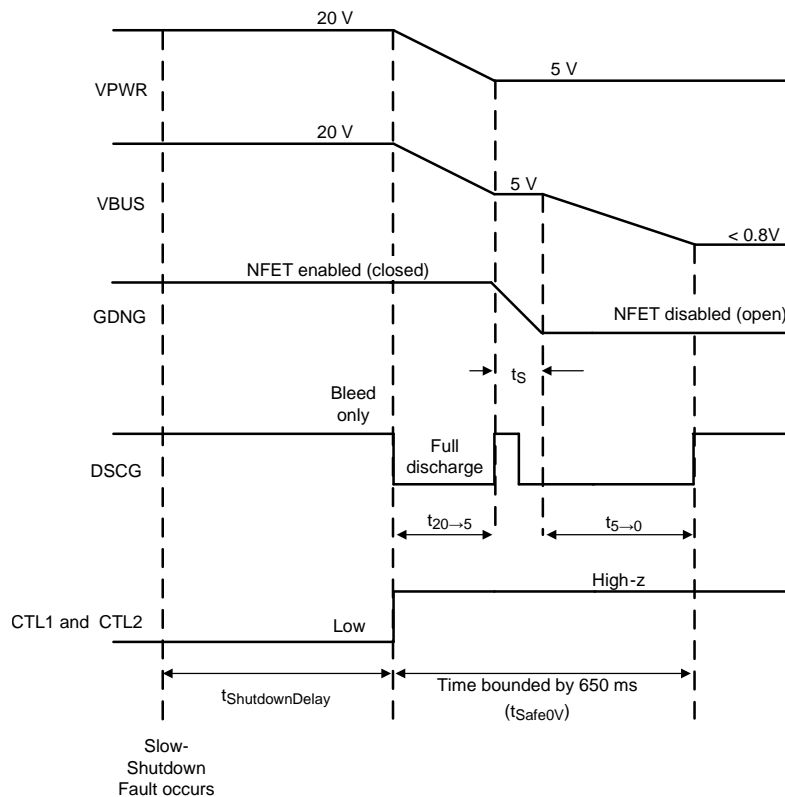 20 V
5 V
VPWR
20 V
5 V
VBUS
< 0.8V
NFET enabled (closed)
GDNG
NFET disabled (open)
tS
Bleed
only
Full
discharge
DSCG
t20→5
t5→0
High-z
CTL1 and CTL2
Low
tShutdownDelay
Time bounded by 650 ms
(tSafe0V)
Slow-
Shutdown
Fault occurs